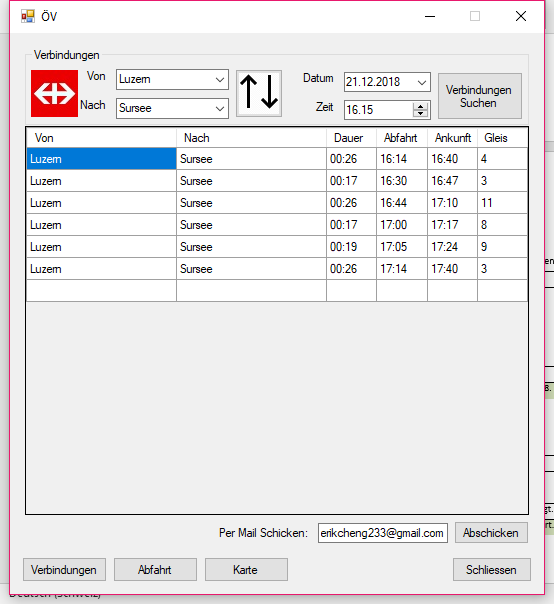 ÖV
Verbindungen
Von Luzern Datum 21.12.2018
Verbindungen Suchen
Nach Sursee Zeit 16.15
Von Nach Dauer Abfahrt Ankunft Gleis
Luzern Sursee 00:26 16:14 16:40 4
Luzern Sursee 00:17 16:30 16:47 3
Luzern Sursee 00:26 16:44 17:10 11
Luzern Sursee 00:17 17:00 17:17 8
Luzern Sursee 00:19 17:05 17:24 9
Luzern Sursee 00:26 17:14 17:40 3
Per Mail Schicken: erikcheng233@gmail.com Abschicken
Verbindungen Abfahrt Karte Schliessen
Deutsch (Schweiz)